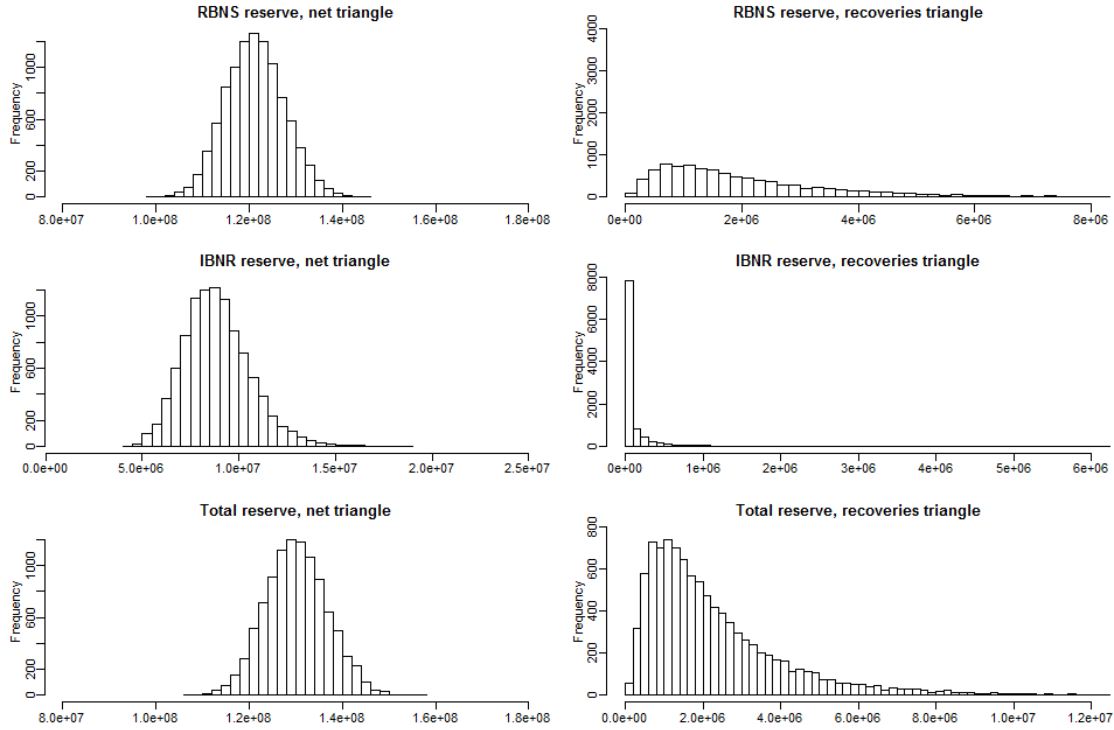 RBNS reserve, net triangle
Frequency
200 600 1000
8.0e+07 1.0e+08 1.2e+08 1.4e+08 1.6e+08 1.8e+08
RBNS reserve, recoveries triangle
Frequency
0 1000 2000 3000 4000
0e+00 2e+06 4e+06 6e+06 8e+06
IBNR reserve, net triangle
Frequency
0 200 600 1000
0.0e+00 5.0e+06 1.0e+07 1.5e+07 2.0e+07 2.5e+07
IBNR reserve, recoveries triangle
Frequency
0 2000 4000 6000 8000
0e+00 1e+06 2e+06 3e+06 4e+06 5e+06 6e+06
Total reserve, net triangle
Frequency
0 200 600 1000
8.0e+07 1.0e+08 1.2e+08 1.4e+08 1.6e+08 1.8e+08
Total reserve, recoveries triangle
Frequency
0 200 400 600 800
0.0e+00 2.0e+06 4.0e+06 6.0e+06 8.0e+06 1.0e+07 1.2e+07